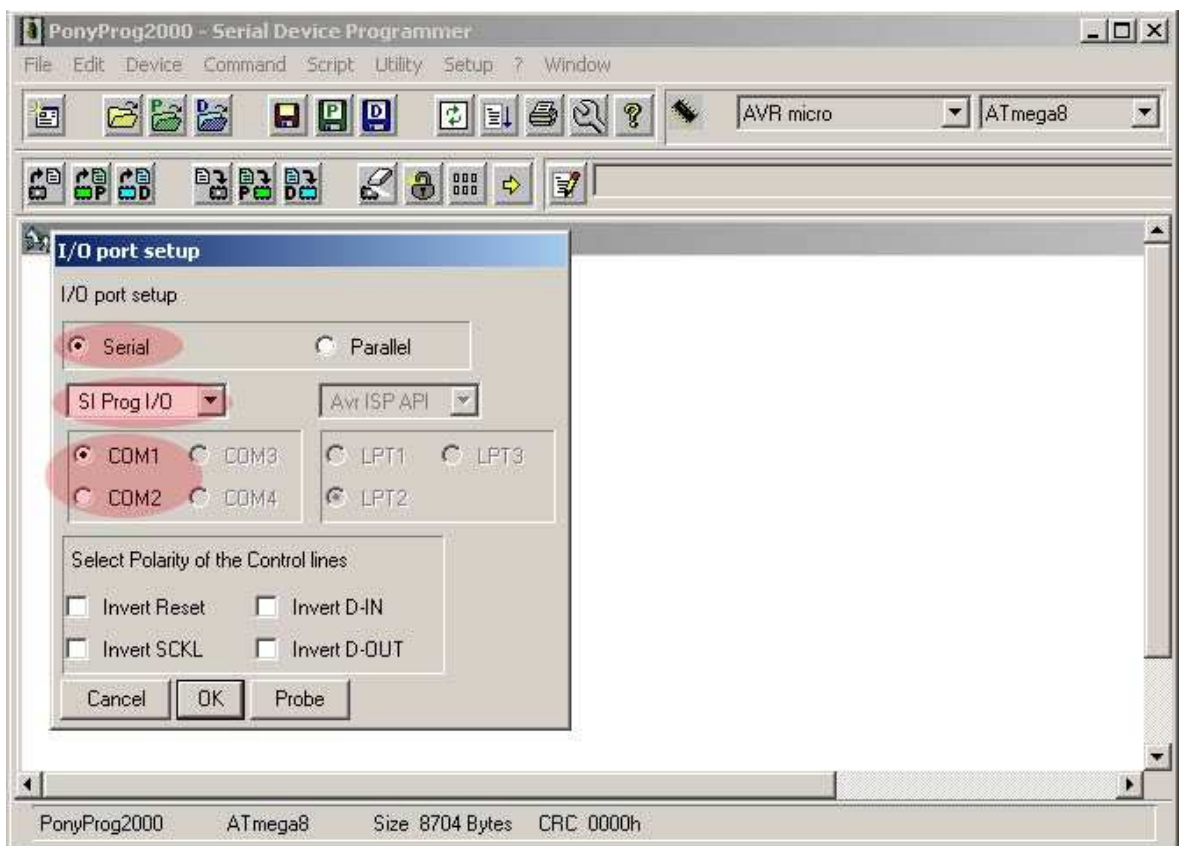 PonyProg2000 - Serial Device Programmer
File Edit Device Command Script Utility Setup ? Window
P D P D ? AVR micro ATmega8
P D P D
I/O port setup
I/O port setup
Serial Parallel
SI Prog I/O Avr ISP API
COM1 COM3 LPT1 LPT3
COM2 COM4 LPT2
Select Polarity of the Control lines
Invert Reset Invert D-IN
Invert SCKL Invert D-OUT
Cancel OK Probe
PonyProg2000 ATmega8 Size 8704 Bytes CRC 0000h